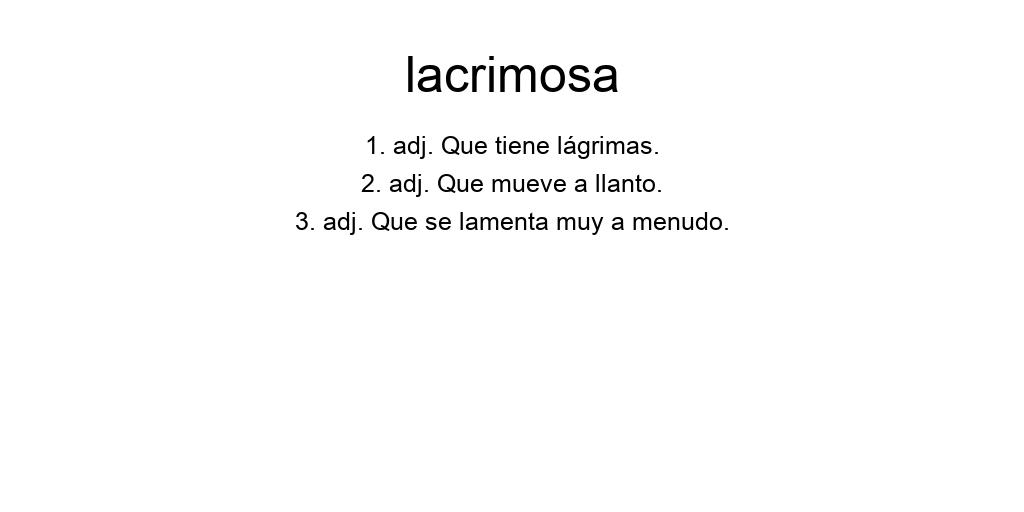 lacrimosa
1. adj. Que tiene lágrimas.
2. adj. Que mueve a llanto.
3. adj. Que se lamenta muy a menudo.